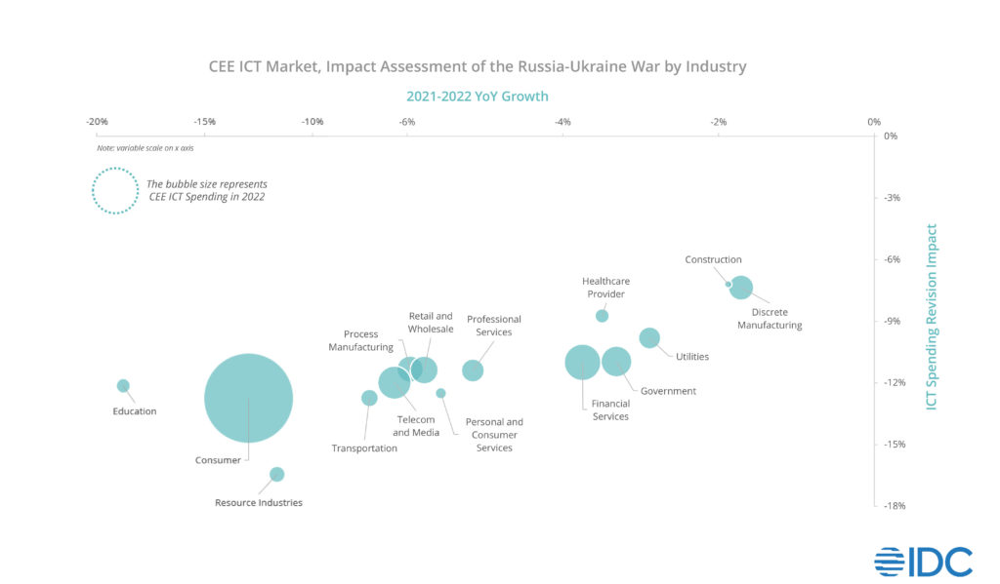 CEE ICT Market, Impact Assessment of the Russia-Ukraine War by Industry
2021-2022 YoY Growth
-20% -15% -10% -6% -4% -2% 0%
0%
Note: variable scale on x axis
The bubble size represents
CEE ICT Spending in 2022
-3%
-6%
-9%
-12%
-15%
-18%
ICT Spending Revision Impact
Construction
Discrete
Manufacturing
Healthcare
Provider
Utilities
Government
Financial
Services
Professional
Services
Retail and
Wholesale
Process
Manufacturing
Telecom
and Media
Personal and
Consumer
Services
Transportation
Education
Consumer
Resource Industries
IDC